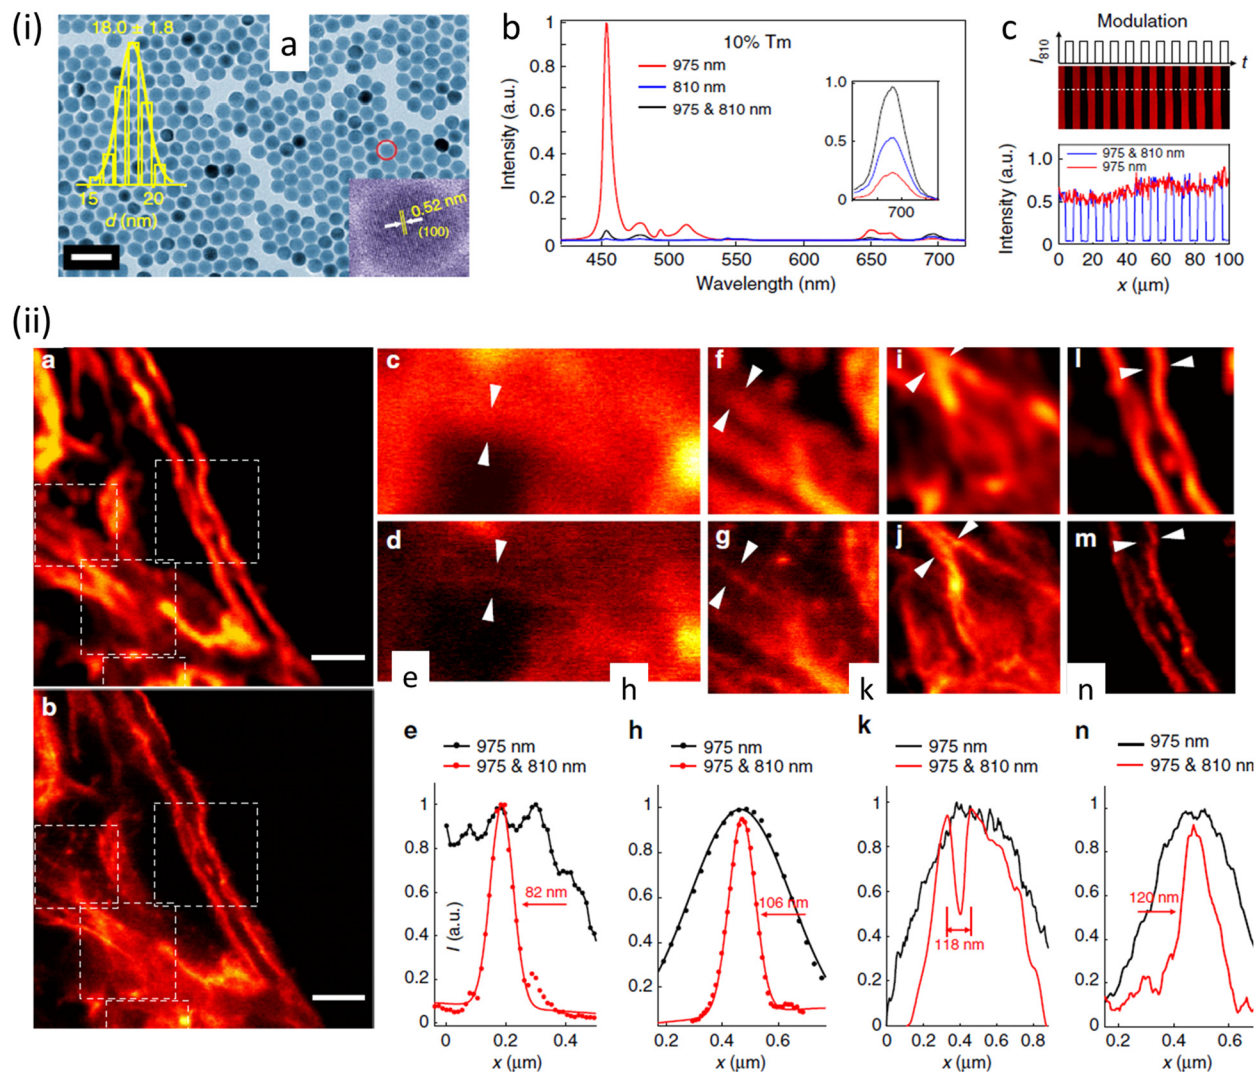 (i)
a
18.0 ± 1.8
15 20
d (nm)
0.52 nm
(100)
b
10% Tm
975 nm
810 nm
975 & 810 nm
Intensity (a.u.)
1
0.8
0.6
0.4
0.2
0
450 500 550 600 650 700
Wavelength (nm)
1.0
0.5
0
700
c
Modulation
I810
t
975 & 810 nm
975 nm
Intensity (a.u.)
1.0
0.5
0
0 20 40 60 80 100
x (μm)
(ii)
a
b
c
d
f
g
i
j
l
m
e
h
k
n
e
975 nm
975 & 810 nm
I (a.u.)
1
0.8
0.6
0.4
0.2
0
82 nm
0 0.2 0.4
x (μm)
h
975 nm
975 & 810 nm
1
0.8
0.6
0.4
0.2
106 nm
0.2 0.4 0.6
x (μm)
k
975 nm
975 & 810 nm
1
0.8
0.6
0.4
0.2
0
118 nm
0 0.2 0.4 0.6 0.8
x (μm)
n
975 nm
975 & 810 nm
1
0.8
0.6
0.4
0.2
0
120 nm
0.2 0.4 0.6
x (μm)